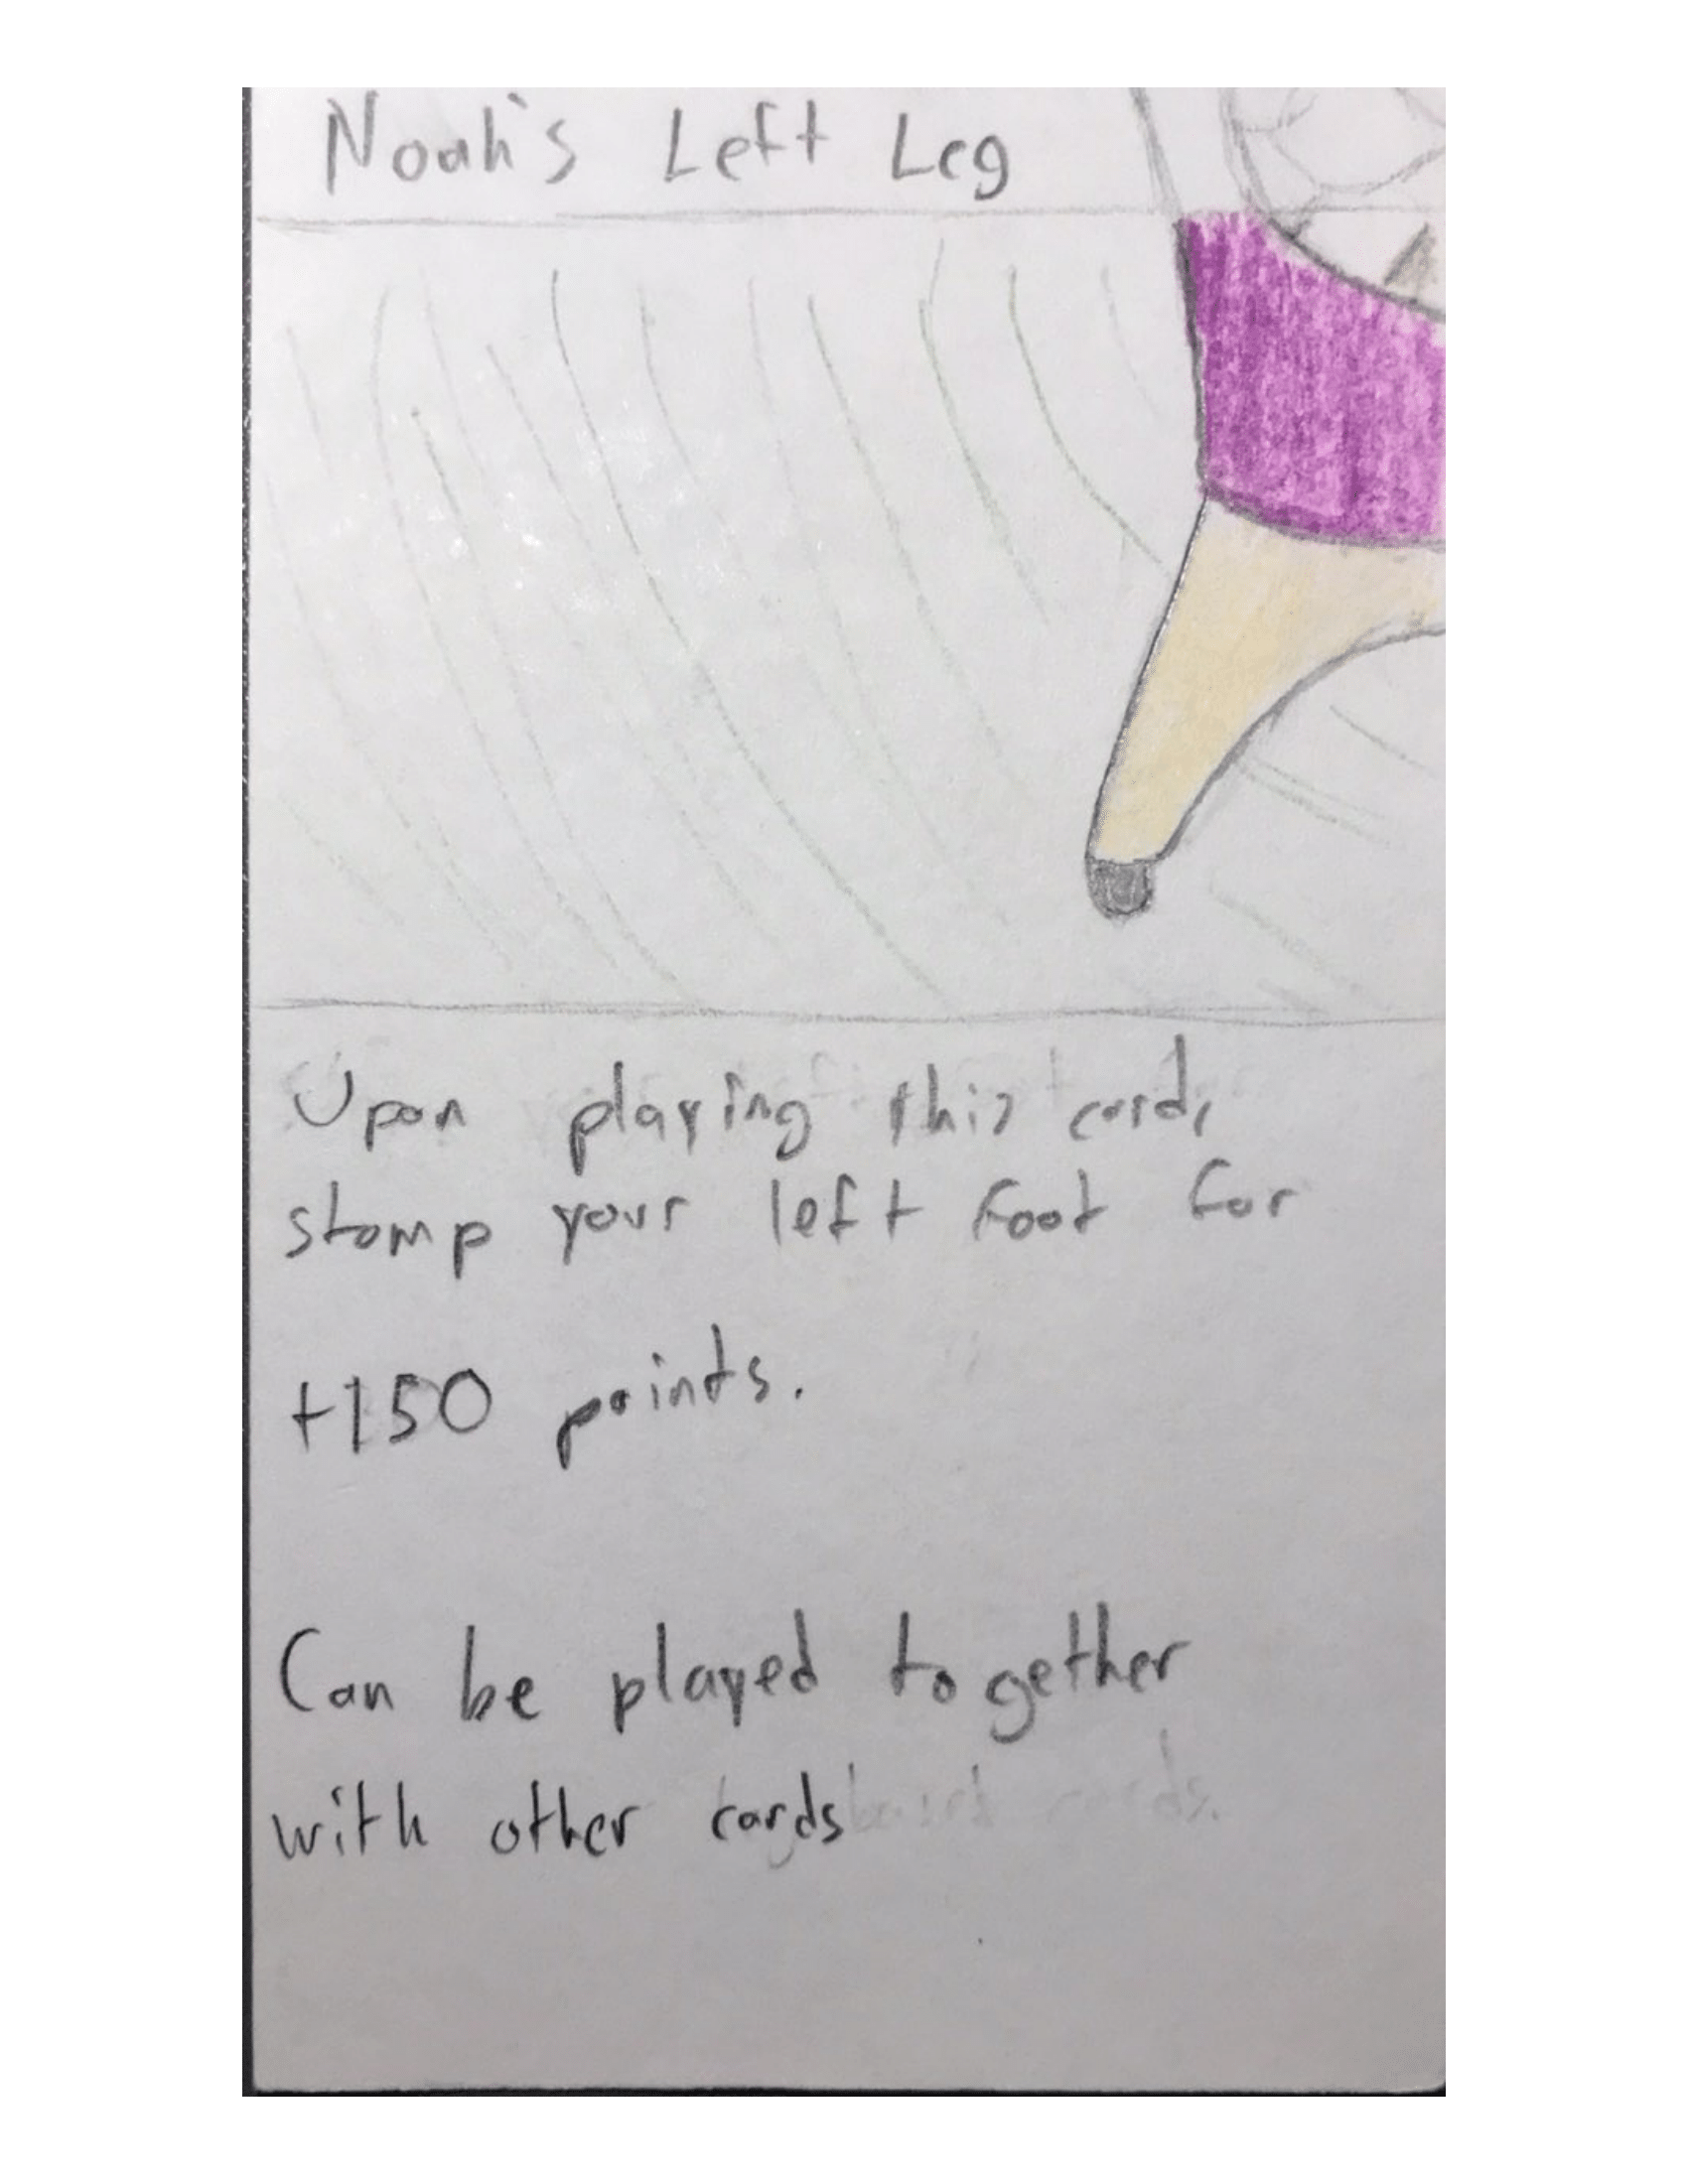 Noah's Left Leg
Upon playing this card,
stomp your left foot for
+150 points.
Can be played together
with other cards
cards.